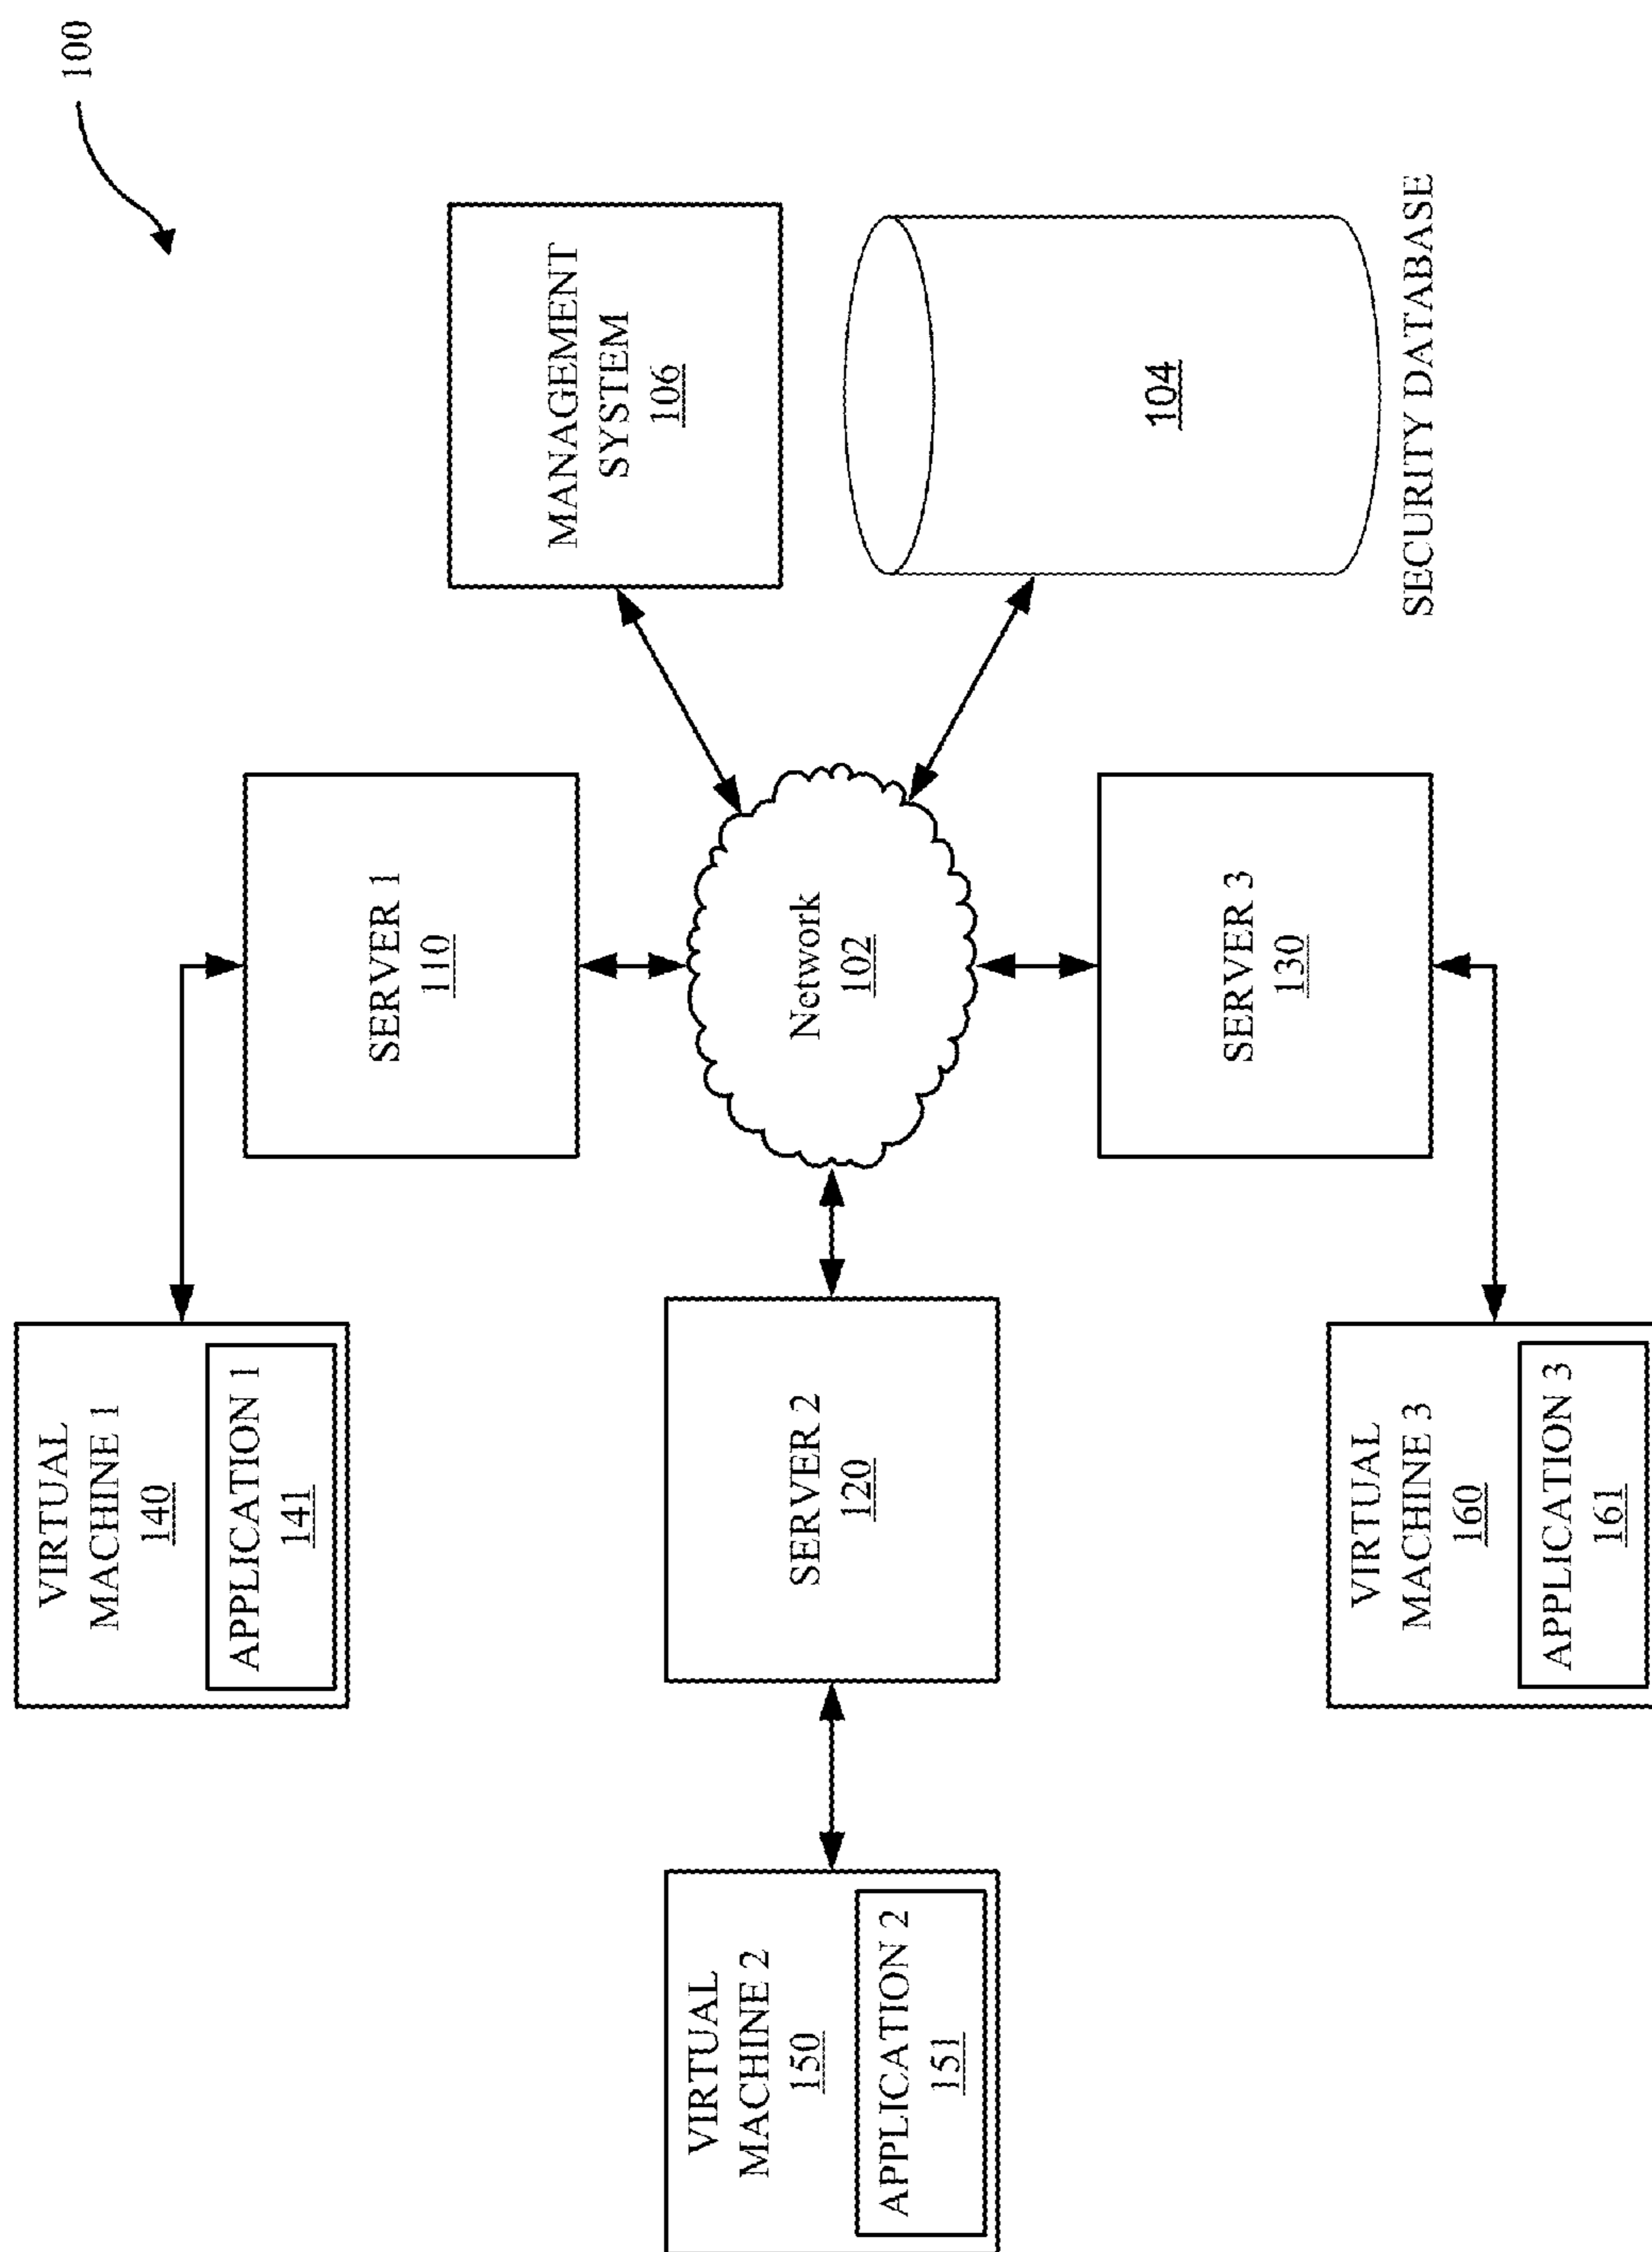 100
VIRTUAL
MACHINE 1
140
APPLICATION 1
141
SERVER 1
110
MANAGEMENT
SYSTEM
106
VIRTUAL
MACHINE 2
150
APPLICATION 2
151
SERVER 2
120
Network
102
104
SECURITY DATABASE
SERVER 3
130
VIRTUAL
MACHINE 3
160
APPLICATION 3
161